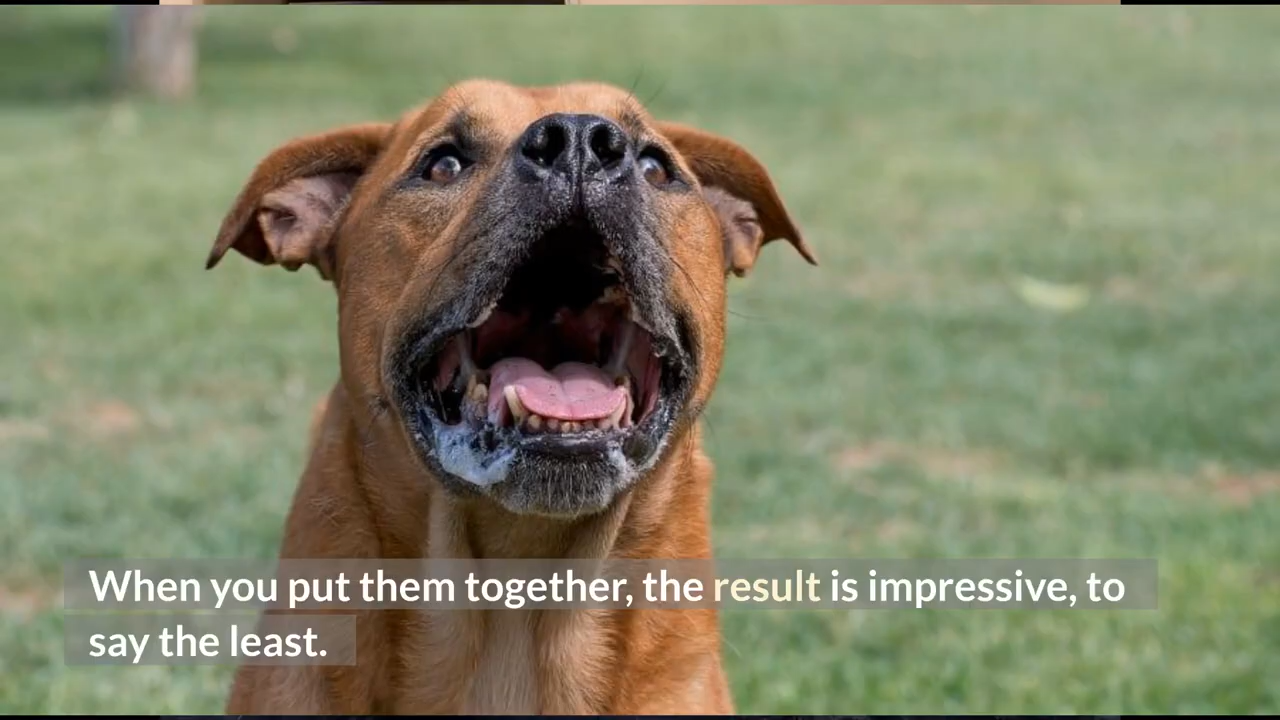 When you put them together, the result is impressive, to
say the least.